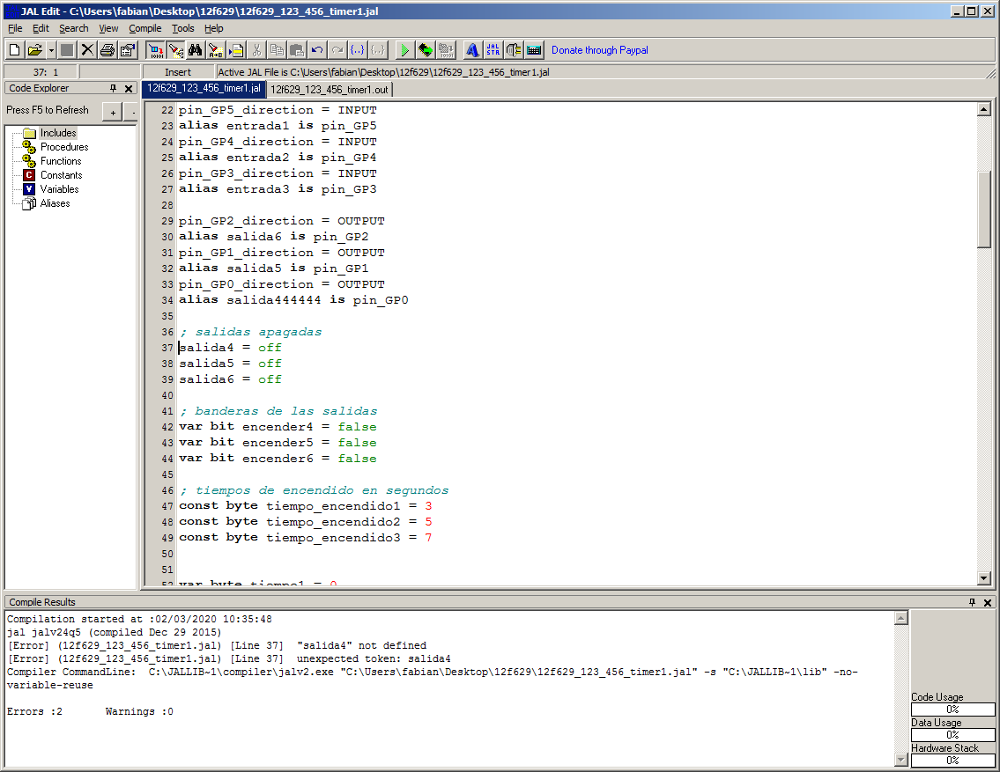 JAL Edit - C:\Users\fabian\Desktop\12f629\12f629_123_456_timer1.jal
File Edit Search View Compile Tools Help
Donate through Paypal
37: 1 Insert Active JAL File is C:\Users\fabian\Desktop\12f629\12f629_123_456_timer1.jal
Code Explorer
12f629_123_456_timer1.jal 12f629_123_456_timer1.out
Press F5 to Refresh + -
Includes
Procedures
Functions
Constants
Variables
Aliases
22 pin_GP5_direction = INPUT
23 alias entrada1 is pin_GP5
24 pin_GP4_direction = INPUT
25 alias entrada2 is pin_GP4
26 pin_GP3_direction = INPUT
27 alias entrada3 is pin_GP3
28
29 pin_GP2_direction = OUTPUT
30 alias salida6 is pin_GP2
31 pin_GP1_direction = OUTPUT
32 alias salida5 is pin_GP1
33 pin_GP0_direction = OUTPUT
34 alias salida444444 is pin_GP0
35
36 ; salidas apagadas
37 salida4 = off
38 salida5 = off
39 salida6 = off
40
41 ; banderas de las salidas
42 var bit encender4 = false
43 var bit encender5 = false
44 var bit encender6 = false
45
46 ; tiempos de encendido en segundos
47 const byte tiempo_encendido1 = 3
48 const byte tiempo_encendido2 = 5
49 const byte tiempo_encendido3 = 7
50
51
52 var byte tiempo1 = 0
Compile Results
Compilation started at :02/03/2020 10:35:48
jal jalv24q5 (compiled Dec 29 2015)
[Error] (12f629_123_456_timer1.jal) [Line 37] "salida4" not defined
[Error] (12f629_123_456_timer1.jal) [Line 37] unexpected token: salida4
Compiler CommandLine: C:\JALLIB~1\compiler\jalv2.exe "C:\Users\fabian\Desktop\12f629\12f629_123_456_timer1.jal" -s "C:\JALLIB~1\lib" -no-
variable-reuse
Errors :2 Warnings :0
Code Usage
0%
Data Usage
0%
Hardware Stack
0%